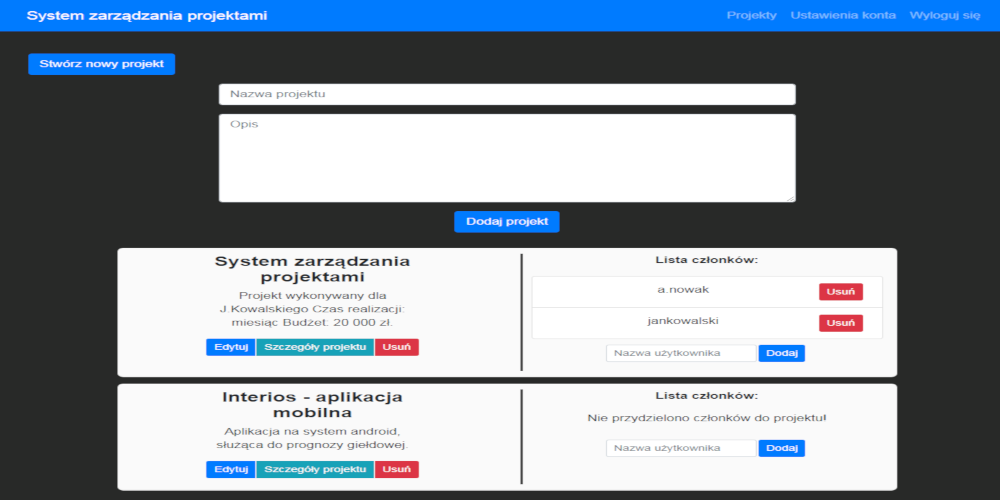 System zarządzania projektami
Projekty Ustawienia konta Wyloguj się
Stwórz nowy projekt
Nazwa projektu
Opis
Dodaj projekt
System zarządzania
projektami
Projekt wykonywany dla
J.Kowalskiego Czas realizacji:
miesiąc Budżet: 20 000 zł.
Edytuj Szczegóły projektu Usuń
Lista członków:
a.nowak Usuń
jankowalski Usuń
Nazwa użytkownika Dodaj
Interios - aplikacja
mobilna
Aplikacja na system android,
służąca do prognozy giełdowej.
Edytuj Szczegóły projektu Usuń
Lista członków:
Nie przydzielono członków do projektu!
Nazwa użytkownika Dodaj